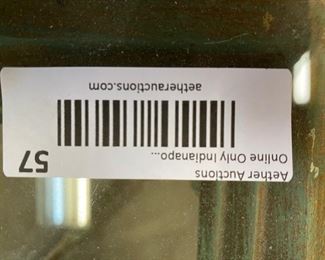 Aether Auctions
Online Only Indianapo...
57
aetherauctions.com